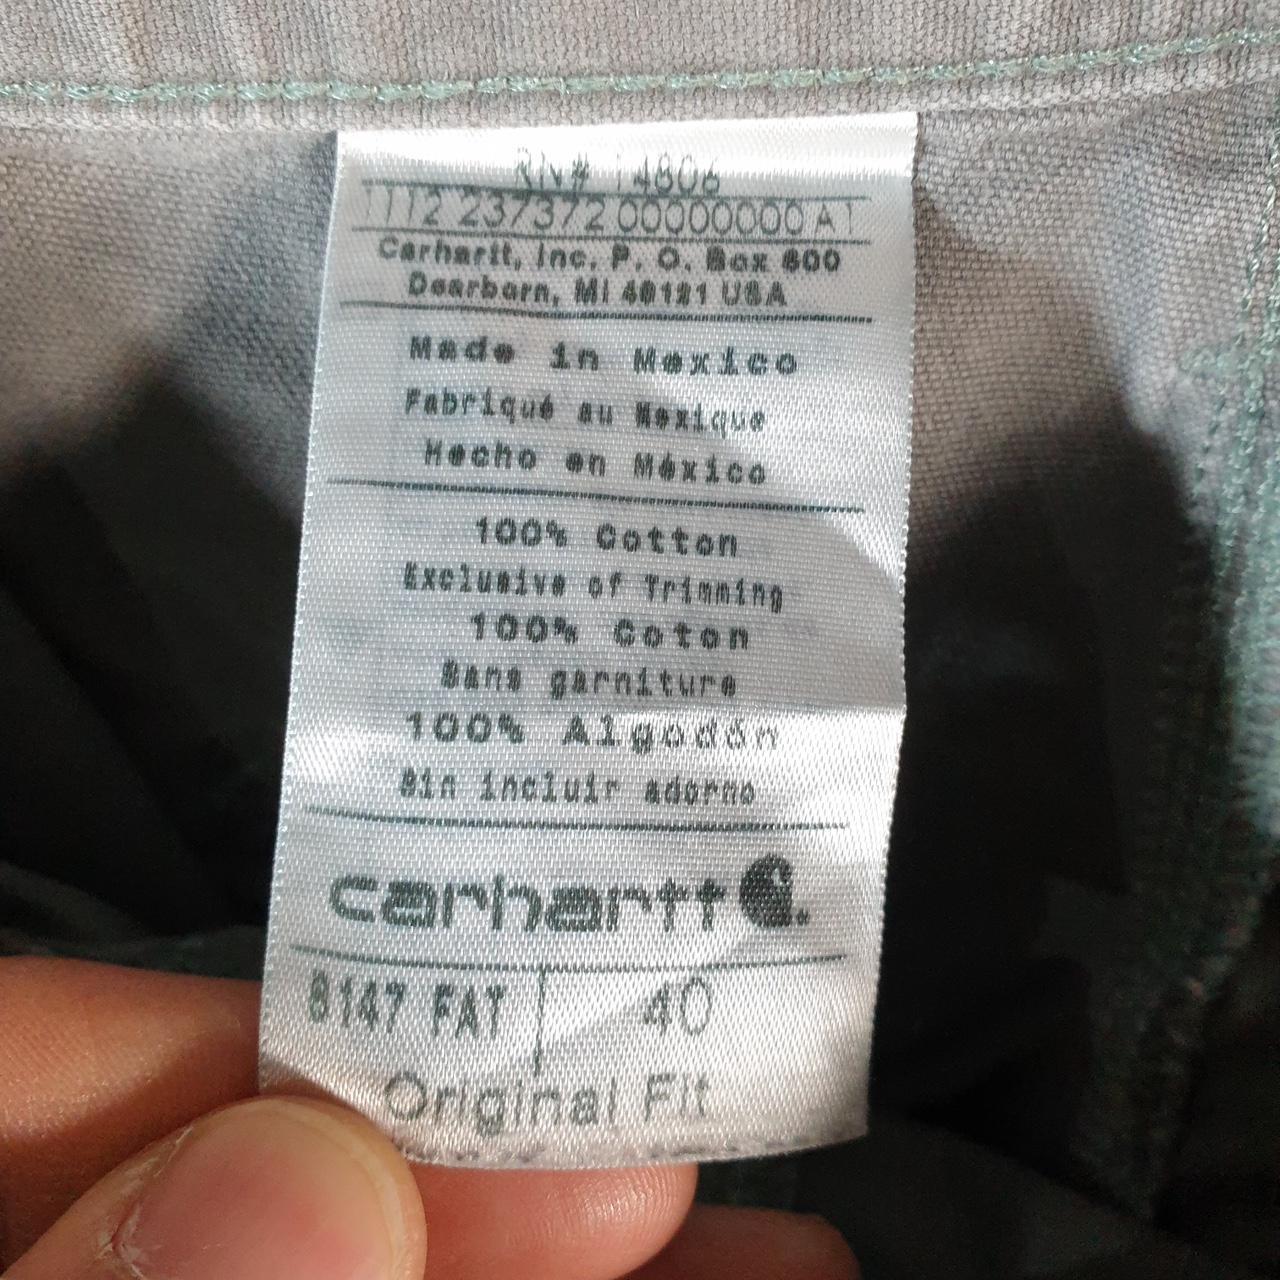 RN# 14806
1112 237372 00000000 A1
Carhartt, Inc. P. O. Box 600
Dearborn, MI 48121 USA
Made in Mexico
Fabriqué au Mexique
Hecho en México
100% Cotton
Exclusive of Trimming
100% Coton
Sans garniture
100% Algodón
Sin incluir adorno
carhartt
8147 FAT 40
Original Fit